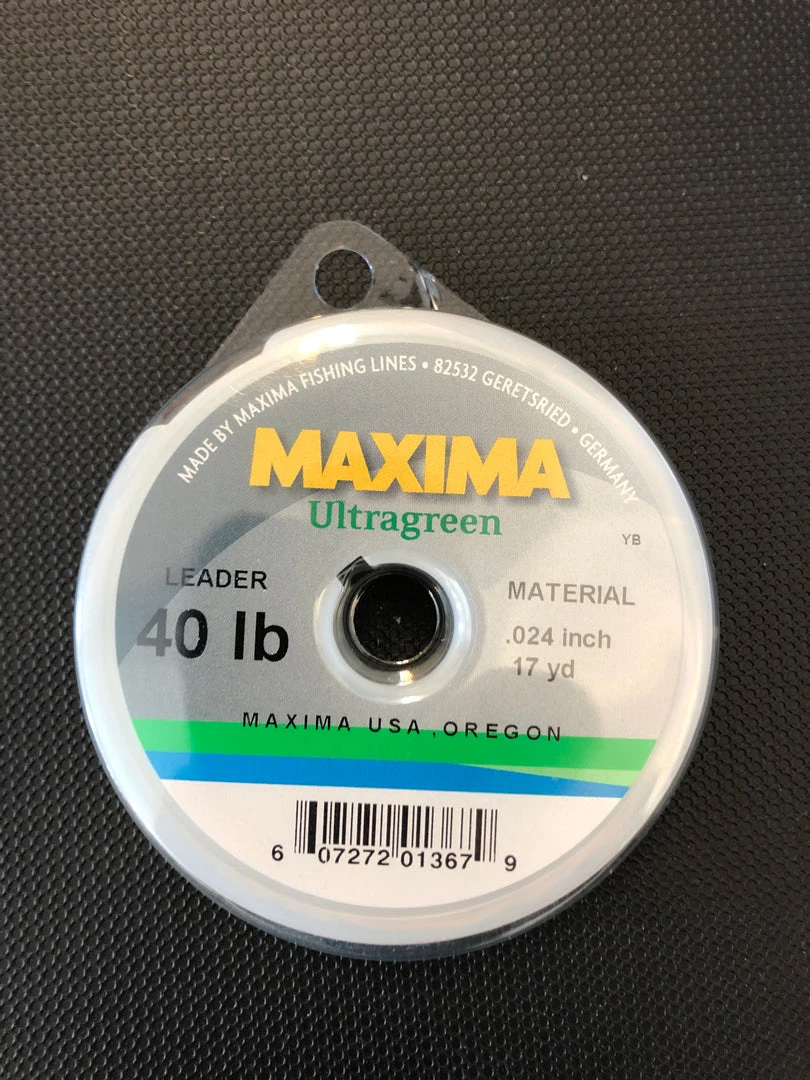 MADE BY MAXIMA FISHING LINES • 82532 GERETSRIED • GERMANY
MAXIMA
Ultragreen
YB
LEADER
40 lb
MATERIAL
.024 inch
17 yd
MAXIMA USA , OREGON
6 07272 01367 9